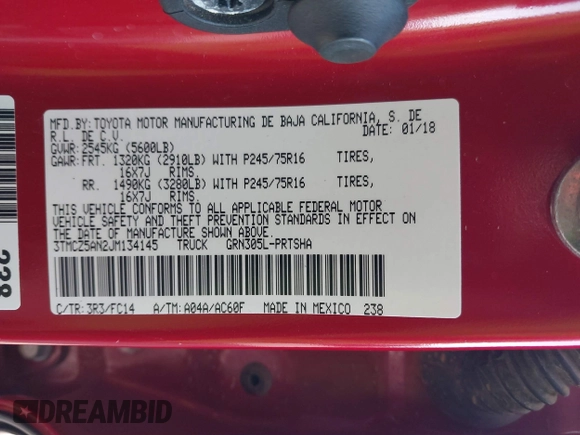 MFD.BY:TOYOTA MOTOR MANUFACTURING DE BAJA CALIFORNIA, S. DE
R.L. DE C.V. DATE: 01/18
GVWR:2545KG (5600LB)
GAWR:FRT. 1320KG (2910LB) WITH P245/75R16 TIRES,
16X7J RIMS.
RR. 1490KG (3280LB) WITH P245/75R16 TIRES,
16X7J RIMS.
THIS VEHICLE CONFORMS TO ALL APPLICABLE FEDERAL MOTOR
VEHICLE SAFETY AND THEFT PREVENTION STANDARDS IN EFFECT ON
THE DATE OF MANUFACTURE SHOWN ABOVE.
3TMCZ5AN2JM134145 TRUCK GRN305L-PRTSHA
C/TR:3R3/FC14 A/TM:A04A/AC60F MADE IN MEXICO 238
238
DREAMBID